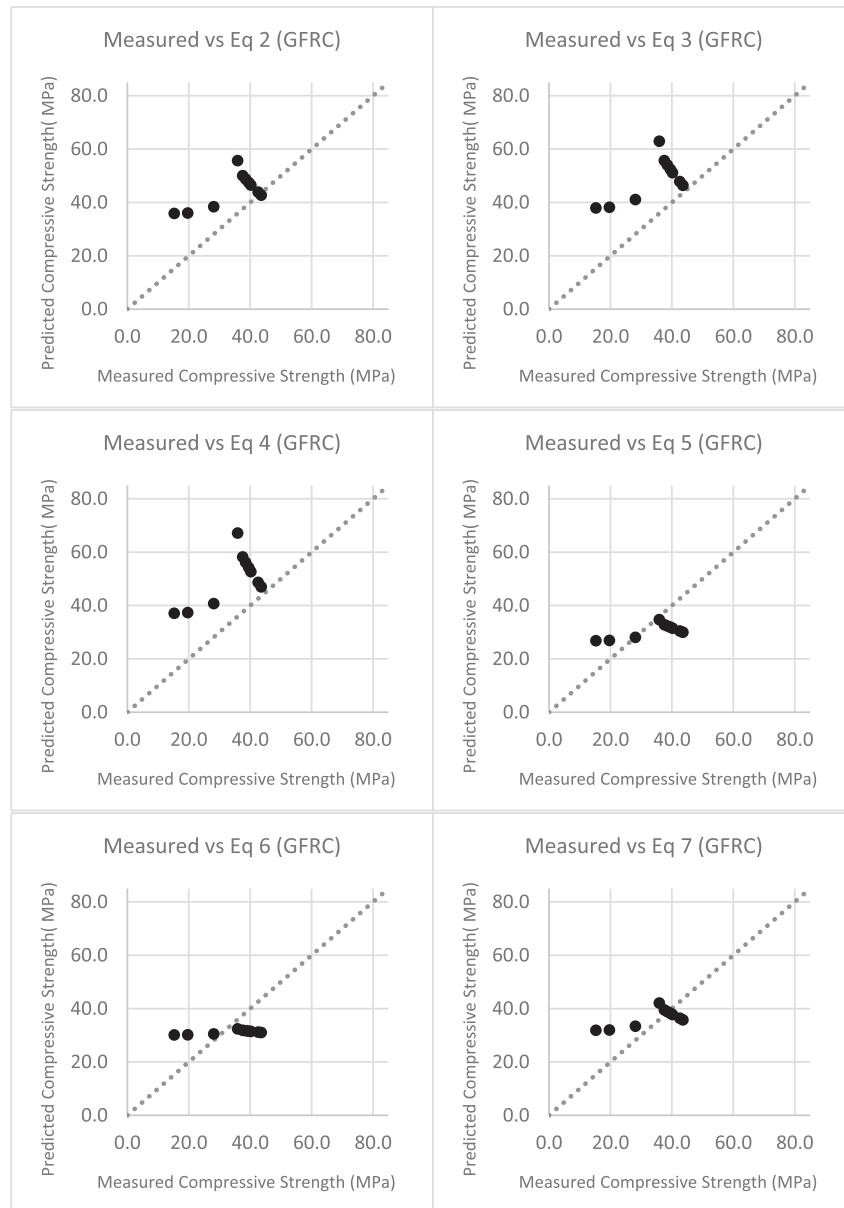 Measured vs Eq 2 (GFRC)
Predicted Compressive Strength( MPa)
80.0
60.0
40.0
20.0
0.0
0.0 20.0 40.0 60.0 80.0
Measured Compressive Strength (MPa)
Measured vs Eq 3 (GFRC)
Predicted Compressive Strength( MPa)
80.0
60.0
40.0
20.0
0.0
0.0 20.0 40.0 60.0 80.0
Measured Compressive Strength (MPa)
Measured vs Eq 4 (GFRC)
Predicted Compressive Strength( MPa)
80.0
60.0
40.0
20.0
0.0
0.0 20.0 40.0 60.0 80.0
Measured Compressive Strength (MPa)
Measured vs Eq 5 (GFRC)
Predicted Compressive Strength( MPa)
80.0
60.0
40.0
20.0
0.0
0.0 20.0 40.0 60.0 80.0
Measured Compressive Strength (MPa)
Measured vs Eq 6 (GFRC)
Predicted Compressive Strength( MPa)
80.0
60.0
40.0
20.0
0.0
0.0 20.0 40.0 60.0 80.0
Measured Compressive Strength (MPa)
Measured vs Eq 7 (GFRC)
Predicted Compressive Strength( MPa)
80.0
60.0
40.0
20.0
0.0
0.0 20.0 40.0 60.0 80.0
Measured Compressive Strength (MPa)